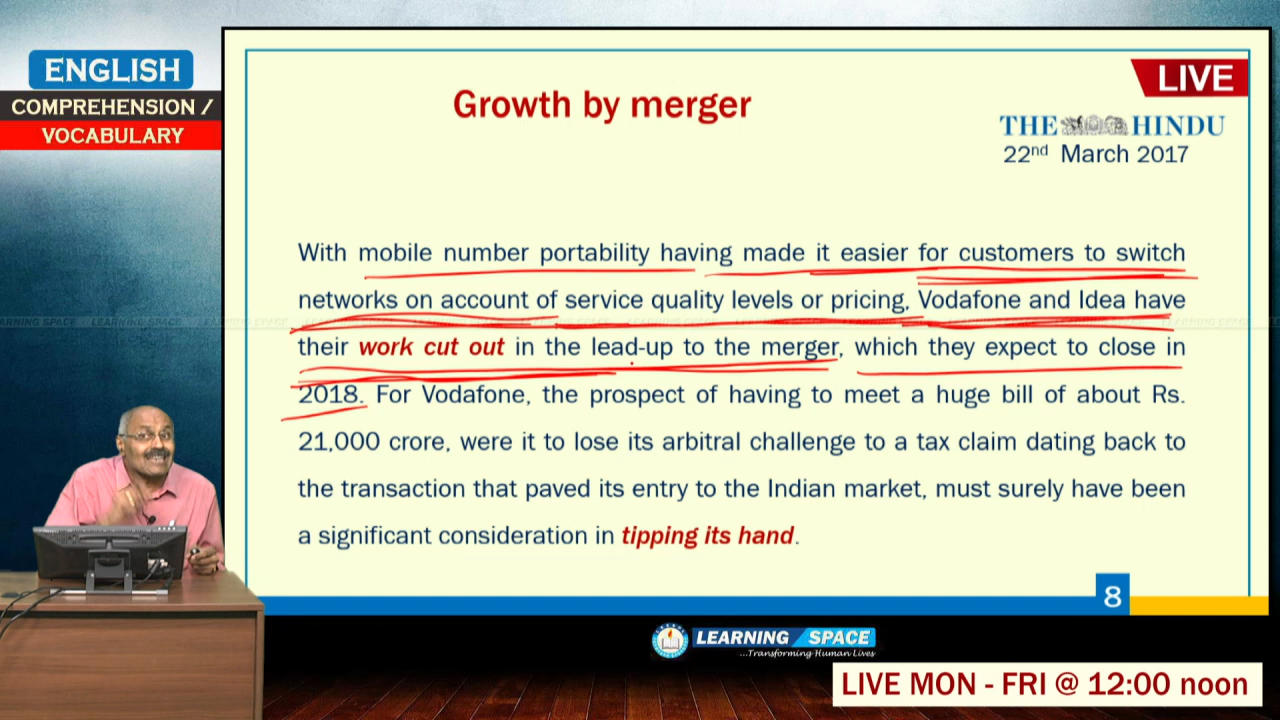 ENGLISH
COMPREHENSION /
VOCABULARY
LIVE
Growth by merger
THE HINDU
22nd March 2017
With mobile number portability having made it easier for customers to switch
networks on account of service quality levels or pricing, Vodafone and Idea have
their work cut out in the lead-up to the merger, which they expect to close in
2018. For Vodafone, the prospect of having to meet a huge bill of about Rs.
21,000 crore, were it to lose its arbitral challenge to a tax claim dating back to
the transaction that paved its entry to the Indian market, must surely have been
a significant consideration in tipping its hand.
8
LEARNING SPACE
...Transforming Human Lives
LIVE MON - FRI @ 12:00 noon